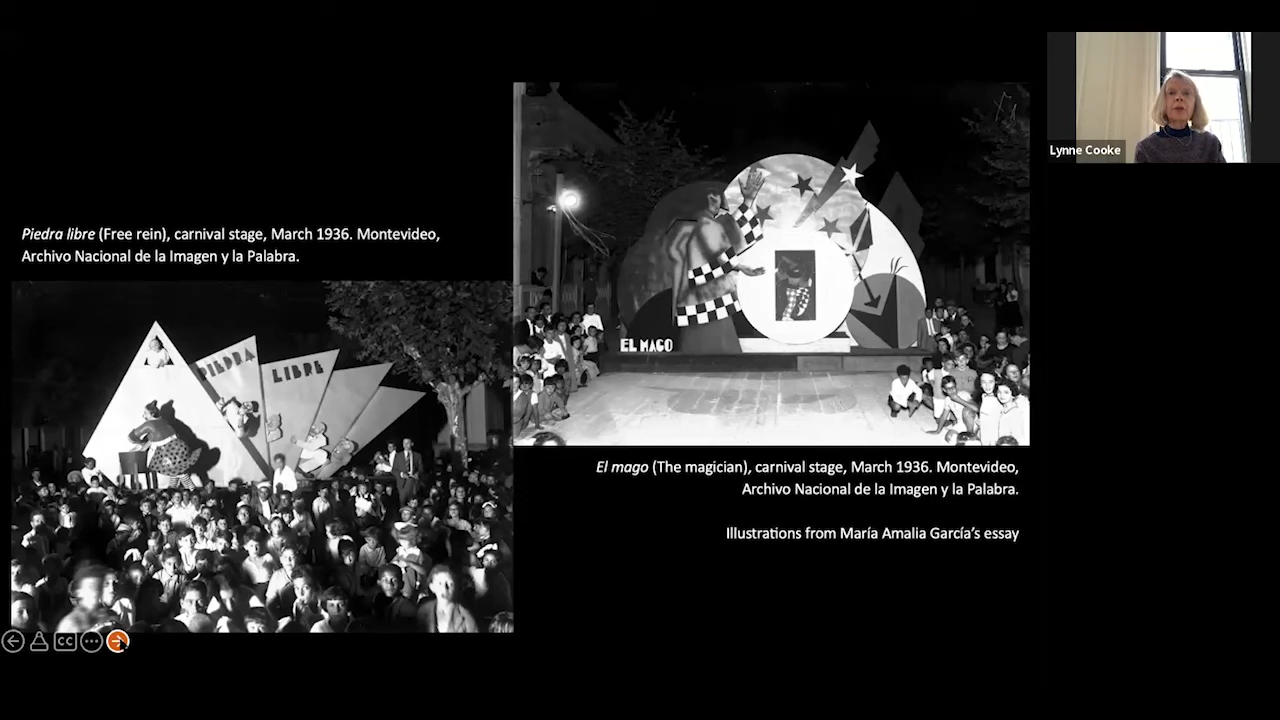 Piedra libre (Free rein), carnival stage, March 1936. Montevideo,
Archivo Nacional de la Imagen y la Palabra.
PIEDRA
LIBRE
EL MAGO
El mago (The magician), carnival stage, March 1936. Montevideo,
Archivo Nacional de la Imagen y la Palabra.
Illustrations from María Amalia García's essay
Lynne Cooke
CC